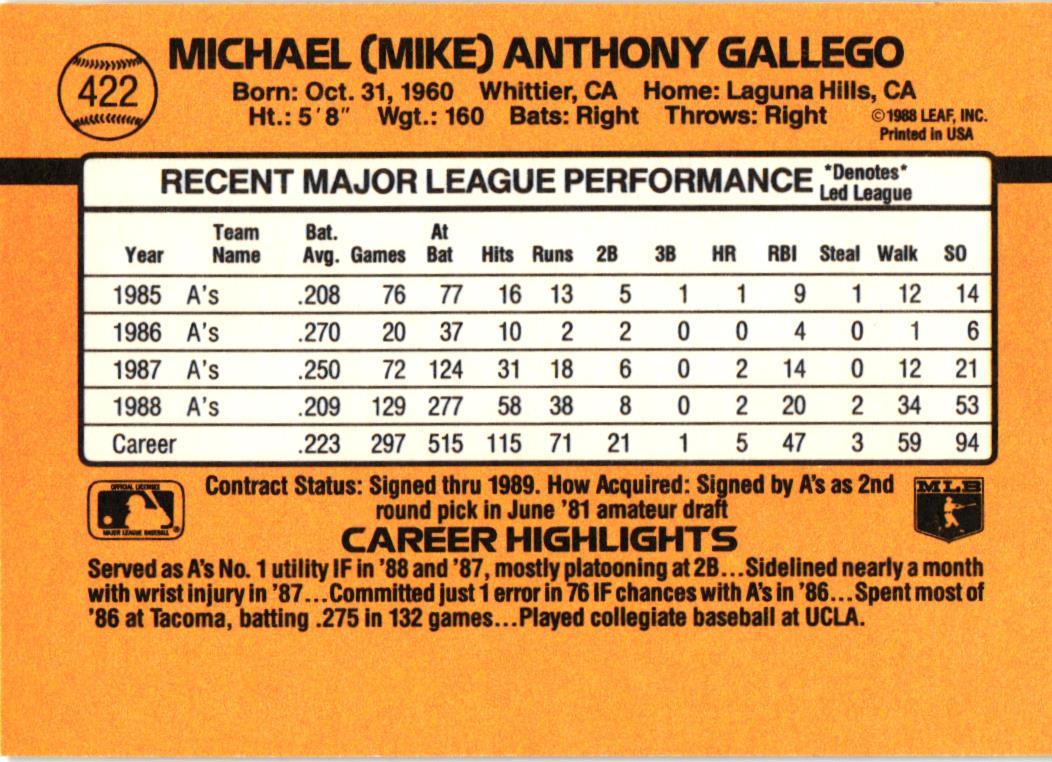 422
MICHAEL (MIKE) ANTHONY GALLEGO
Born: Oct. 31, 1960 Whittier, CA Home: Laguna Hills, CA
Ht.: 5'8" Wgt.: 160 Bats: Right Throws: Right
©1988 LEAF, INC.
Printed in USA
RECENT MAJOR LEAGUE PERFORMANCE *Denotes*
Led League
Year Team Name Bat. Avg. Games At Bat Hits Runs 2B 3B HR RBI Steal Walk SO
1985 A's .208 76 77 16 13 5 1 1 9 1 12 14
1986 A's .270 20 37 10 2 2 0 0 4 0 1 6
1987 A's .250 72 124 31 18 6 0 2 14 0 12 21
1988 A's .209 129 277 58 38 8 0 2 20 2 34 53
Career .223 297 515 115 71 21 1 5 47 3 59 94
OFFICIAL LICENSEE
MAJOR LEAGUE BASEBALL
Contract Status: Signed thru 1989. How Acquired: Signed by A's as 2nd
round pick in June '81 amateur draft
MLB
CAREER HIGHLIGHTS
Served as A's No. 1 utility IF in '88 and '87, mostly platooning at 2B...Sidelined nearly a month
with wrist injury in '87...Committed just 1 error in 76 IF chances with A's in '86...Spent most of
'86 at Tacoma, batting .275 in 132 games...Played collegiate baseball at UCLA.